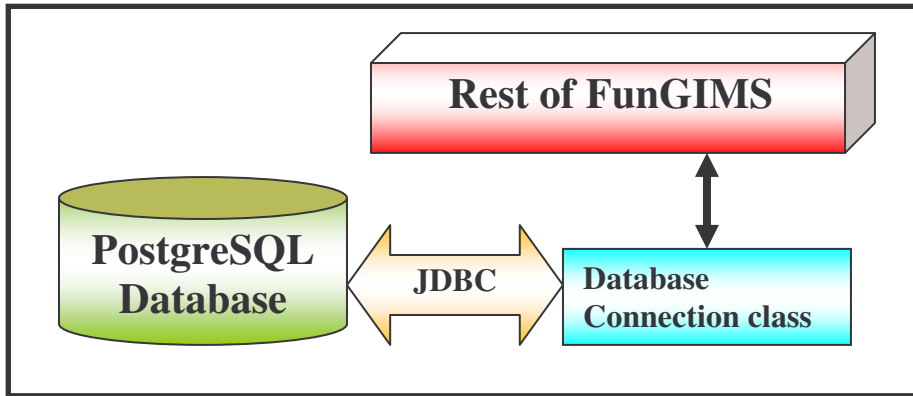 Rest of FunGIMS
PostgreSQL
Database
JDBC
Database
Connection class